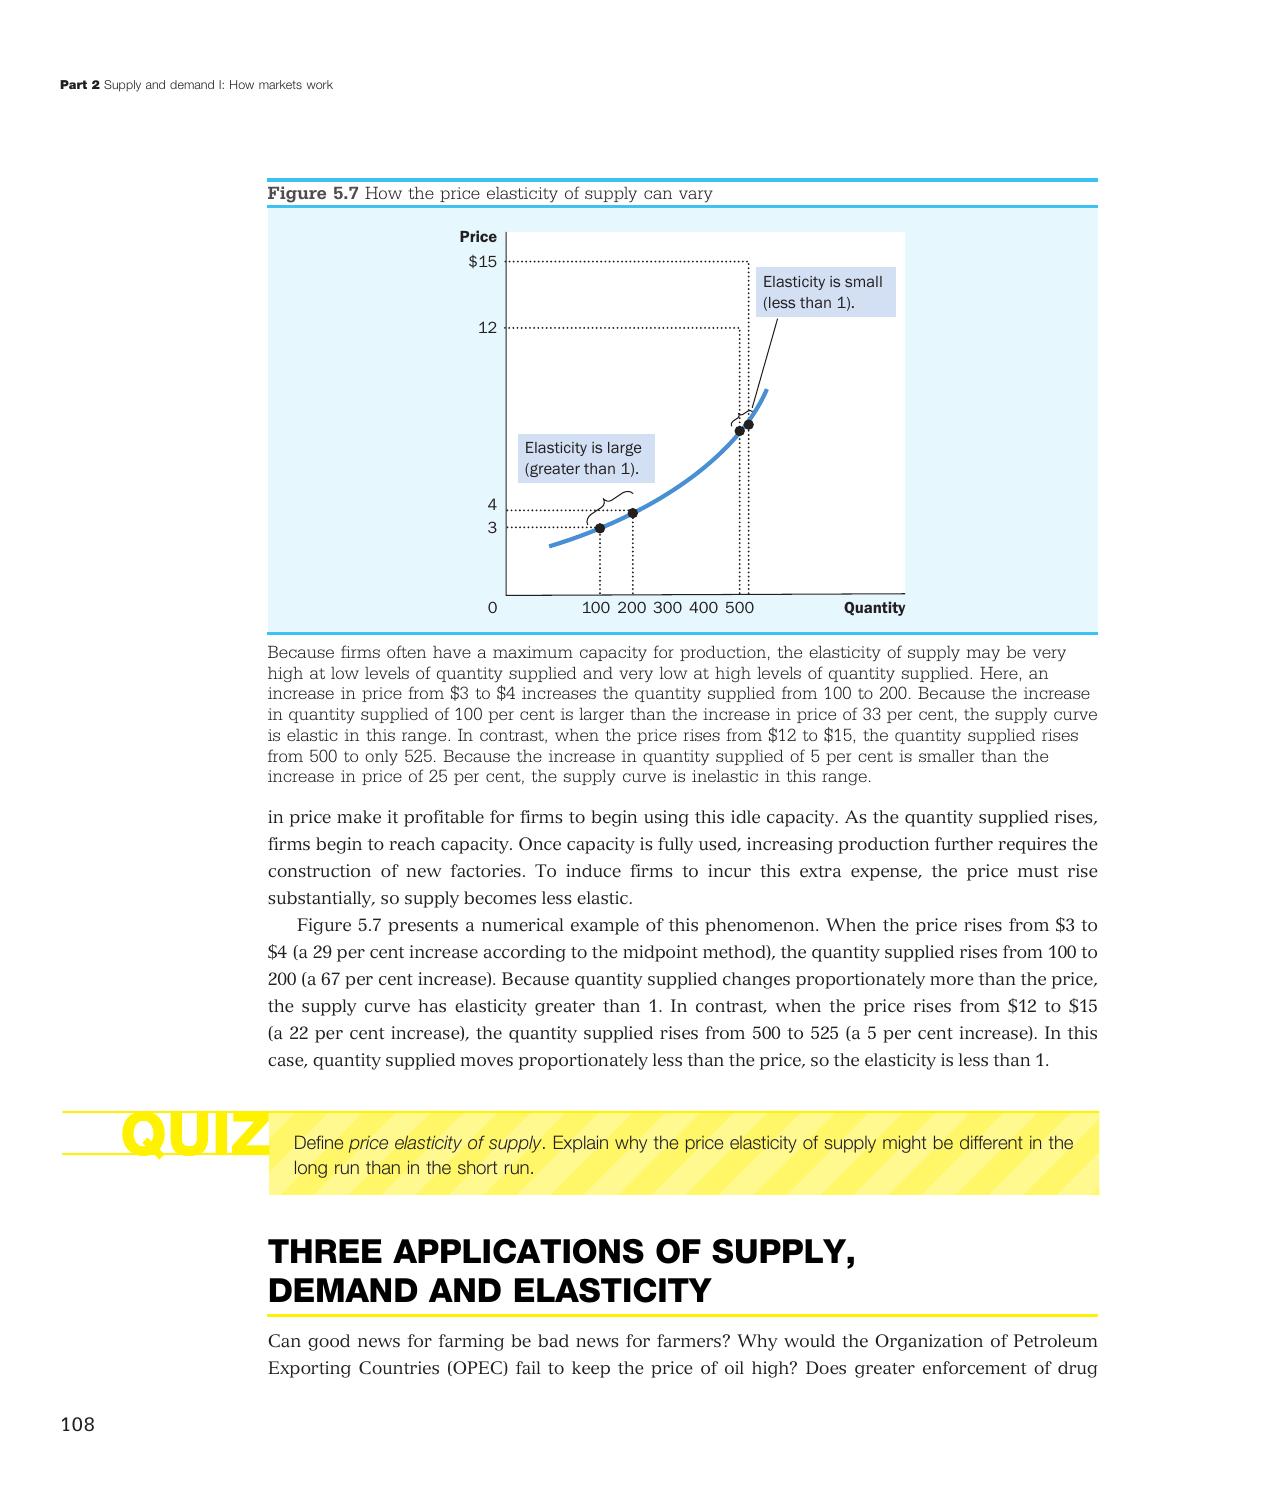 Part 2 Supply and demand I: How markets work
Figure 5.7 How the price elasticity of supply can vary
Price
$15
Elasticity is small
(less than 1).
12
Elasticity is large
(greater than 1).
4
3
0
100 200 300 400 500
Quantity
Because firms often have a maximum capacity for production, the elasticity of supply may be very
high at low levels of quantity supplied and very low at high levels of quantity supplied. Here, an
increase in price from $3 to $4 increases the quantity supplied from 100 to 200. Because the increase
in quantity supplied of 100 per cent is larger than the increase in price of 33 per cent, the supply curve
is elastic in this range. In contrast, when the price rises from $12 to $15, the quantity supplied rises
from 500 to only 525. Because the increase in quantity supplied of 5 per cent is smaller than the
increase in price of 25 per cent, the supply curve is inelastic in this range.
in price make it profitable for firms to begin using this idle capacity. As the quantity supplied rises,
firms begin to reach capacity. Once capacity is fully used, increasing production further requires the
construction of new factories. To induce firms to incur this extra expense, the price must rise
substantially, so supply becomes less elastic.
Figure 5.7 presents a numerical example of this phenomenon. When the price rises from $3 to
$4 (a 29 per cent increase according to the midpoint method), the quantity supplied rises from 100 to
200 (a 67 per cent increase). Because quantity supplied changes proportionately more than the price,
the supply curve has elasticity greater than 1. In contrast, when the price rises from $12 to $15
(a 22 per cent increase), the quantity supplied rises from 500 to 525 (a 5 per cent increase). In this
case, quantity supplied moves proportionately less than the price, so the elasticity is less than 1.
QUIZ
Define price elasticity of supply. Explain why the price elasticity of supply might be different in the
long run than in the short run.
THREE APPLICATIONS OF SUPPLY,
DEMAND AND ELASTICITY
Can good news for farming be bad news for farmers? Why would the Organization of Petroleum
Exporting Countries (OPEC) fail to keep the price of oil high? Does greater enforcement of drug
108